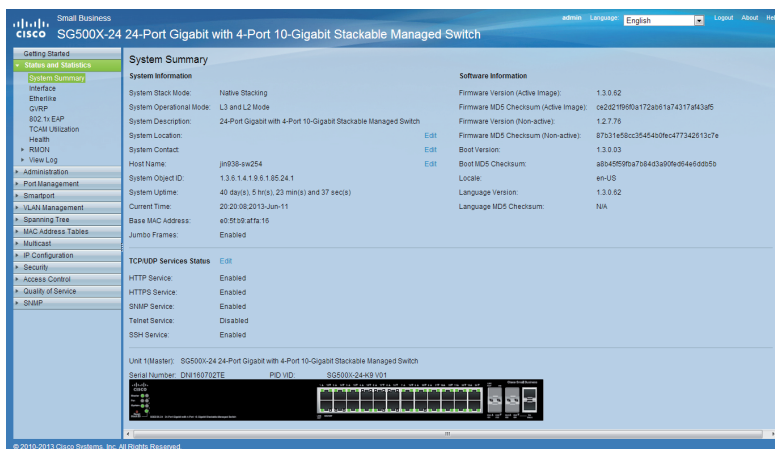 Small Business
admin Language: English Logout About Hel
cisco SG500X-24 24-Port Gigabit with 4-Port 10-Gigabit Stackable Managed Switch
Getting Started
Status and Statistics
System Summary
Interface
Etherlike
GVRP
802.1x EAP
TCAM Utilization
Health
RMON
View Log
Administration
Port Management
Smartport
VLAN Management
Spanning Tree
MAC Address Tables
Multicast
IP Configuration
Security
Access Control
Quality of Service
SNMP
System Summary
System Information
System Stack Mode: Native Stacking
System Operational Mode: L3 and L2 Mode
System Description: 24-Port Gigabit with 4-Port 10-Gigabit Stackable Managed Switch
System Location: Edit
System Contact: Edit
Host Name: jin938-sw254 Edit
System Object ID: 1.3.6.1.4.1.9.6.1.85.24.1
System Uptime: 40 day(s), 5 hr(s), 23 min(s) and 37 sec(s)
Current Time: 20:20:08;2013-Jun-11
Base MAC Address: e0:5f:b9:af:fa:16
Jumbo Frames: Enabled
Software Information
Firmware Version (Active Image): 1.3.0.62
Firmware MD5 Checksum (Active Image): ce2d21f96f0a172ab61a74317af43af5
Firmware Version (Non-active): 1.2.7.76
Firmware MD5 Checksum (Non-active): 87b31e58cc35454b0fec477342613c7e
Boot Version: 1.3.0.03
Boot MD5 Checksum: a8b45f59fba7b84d3a90fed64e6ddb5b
Locale: en-US
Language Version: 1.3.0.62
Language MD5 Checksum: N/A
TCP/UDP Services Status Edit
HTTP Service: Enabled
HTTPS Service: Enabled
SNMP Service: Enabled
Telnet Service: Disabled
SSH Service: Enabled
Unit 1(Master): SG500X-24 24-Port Gigabit with 4-Port 10-Gigabit Stackable Managed Switch
Serial Number: DNI160702TE PID VID: SG500X-24-K9 V01
CISCO
Cisco Small Business
© 2010-2013 Cisco Systems, Inc. All Rights Reserved.